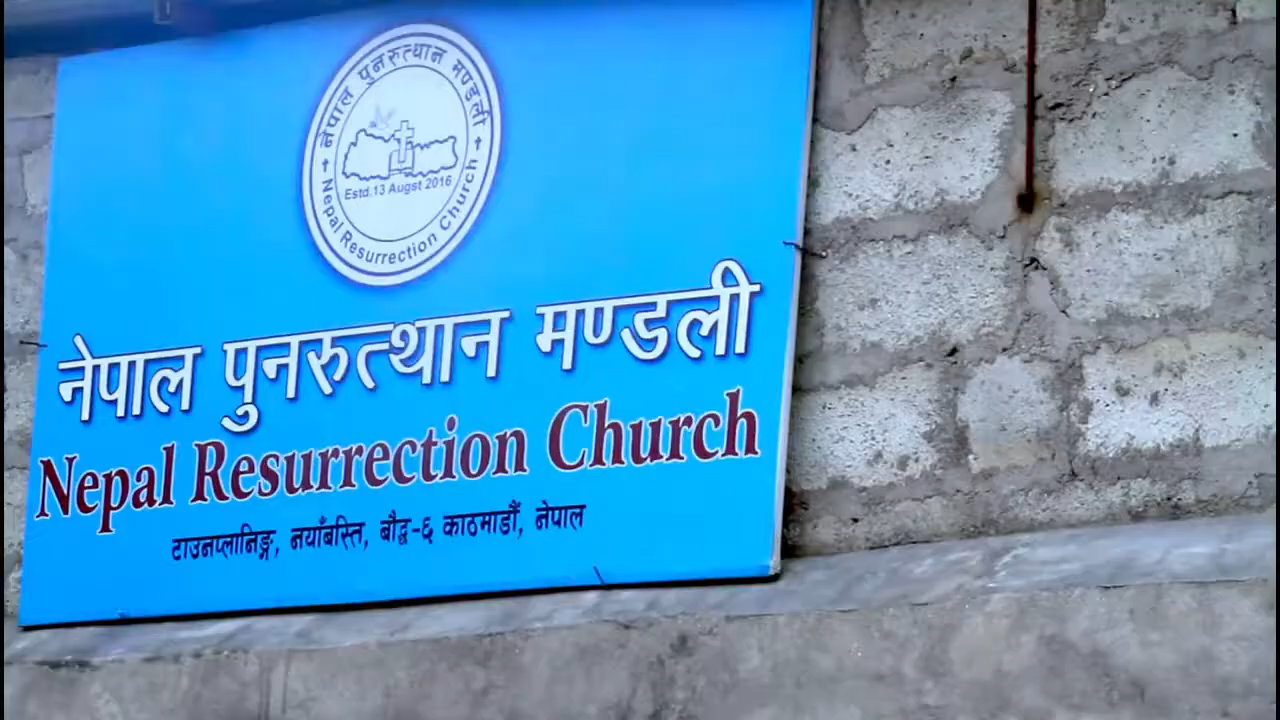 नेपाल पुनरुत्थान मण्डली
Estd.13 Augst 2016
Nepal Resurrection Church
नेपाल पुनरुत्थान मण्डली
Nepal Resurrection Church
टाउनप्लानिङ्ग, नयाँबस्ति, बौद्ध-६ काठमाडौं, नेपाल